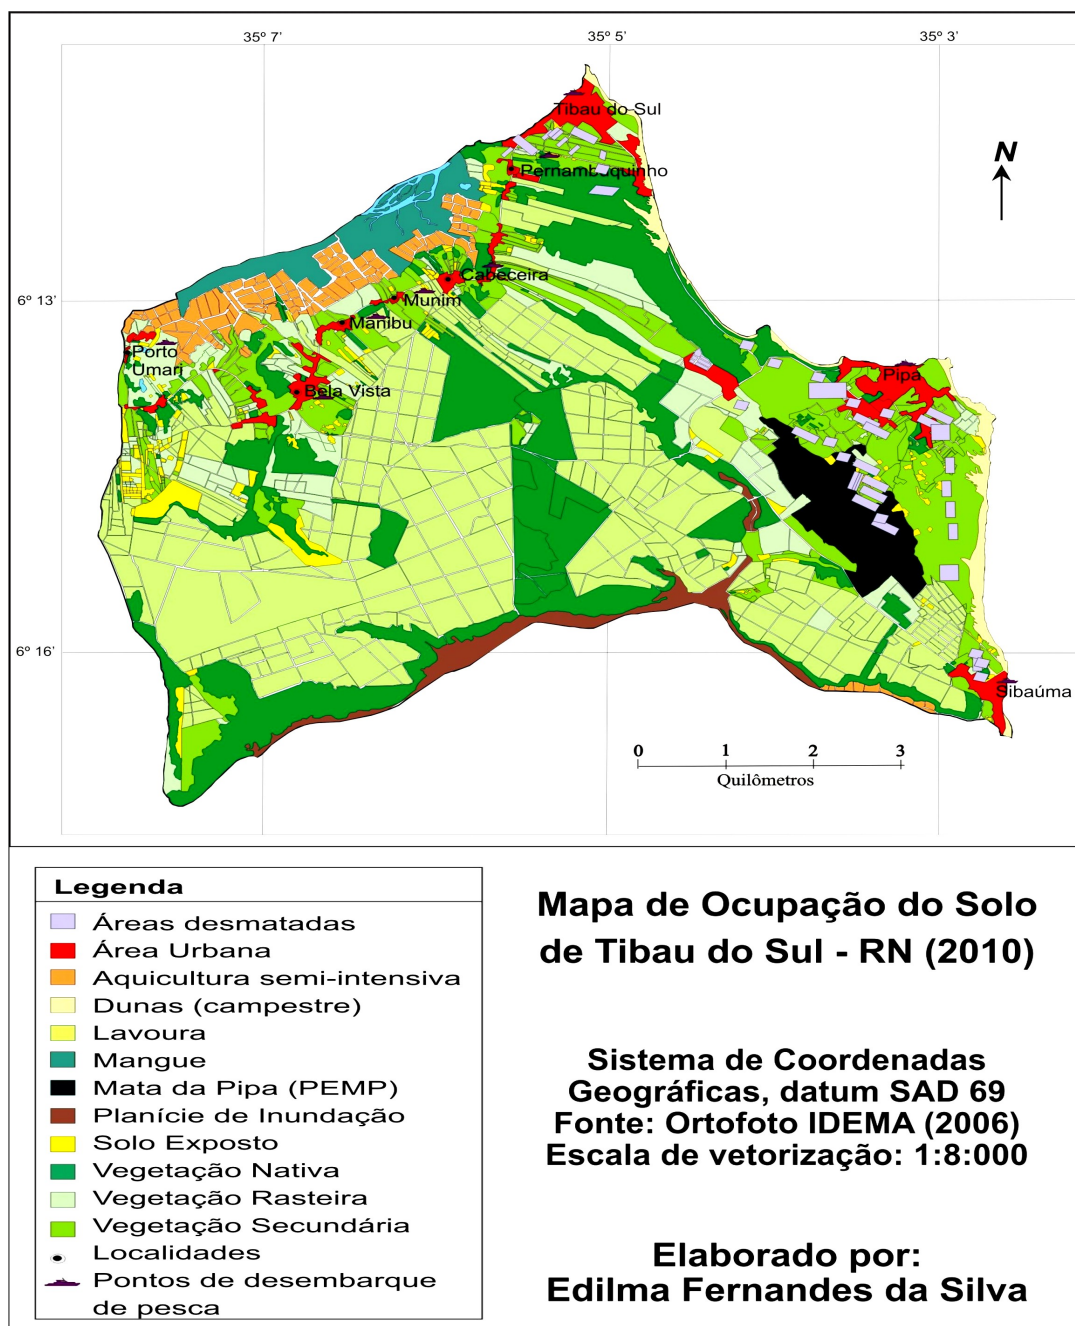 35º 7'
35º 5'
35º 3'
Tibau do Sul
N
Pernambuquinho
Cabeceira
6º 13'
Munim
Manibu
Porto
Umari
Pipa
Bela Vista
6º 16'
Sibaúma
0 1 2 3
Quilômetros
Legenda
Áreas desmatadas
Área Urbana
Aquicultura semi-intensiva
Dunas (campestre)
Lavoura
Mangue
Mata da Pipa (PEMP)
Planície de Inundação
Solo Exposto
Vegetação Nativa
Vegetação Rasteira
Vegetação Secundária
Localidades
Pontos de desembarque
de pesca
Mapa de Ocupação do Solo
de Tibau do Sul - RN (2010)
Sistema de Coordenadas
Geográficas, datum SAD 69
Fonte: Ortofoto IDEMA (2006)
Escala de vetorização: 1:8:000
Elaborado por:
Edilma Fernandes da Silva